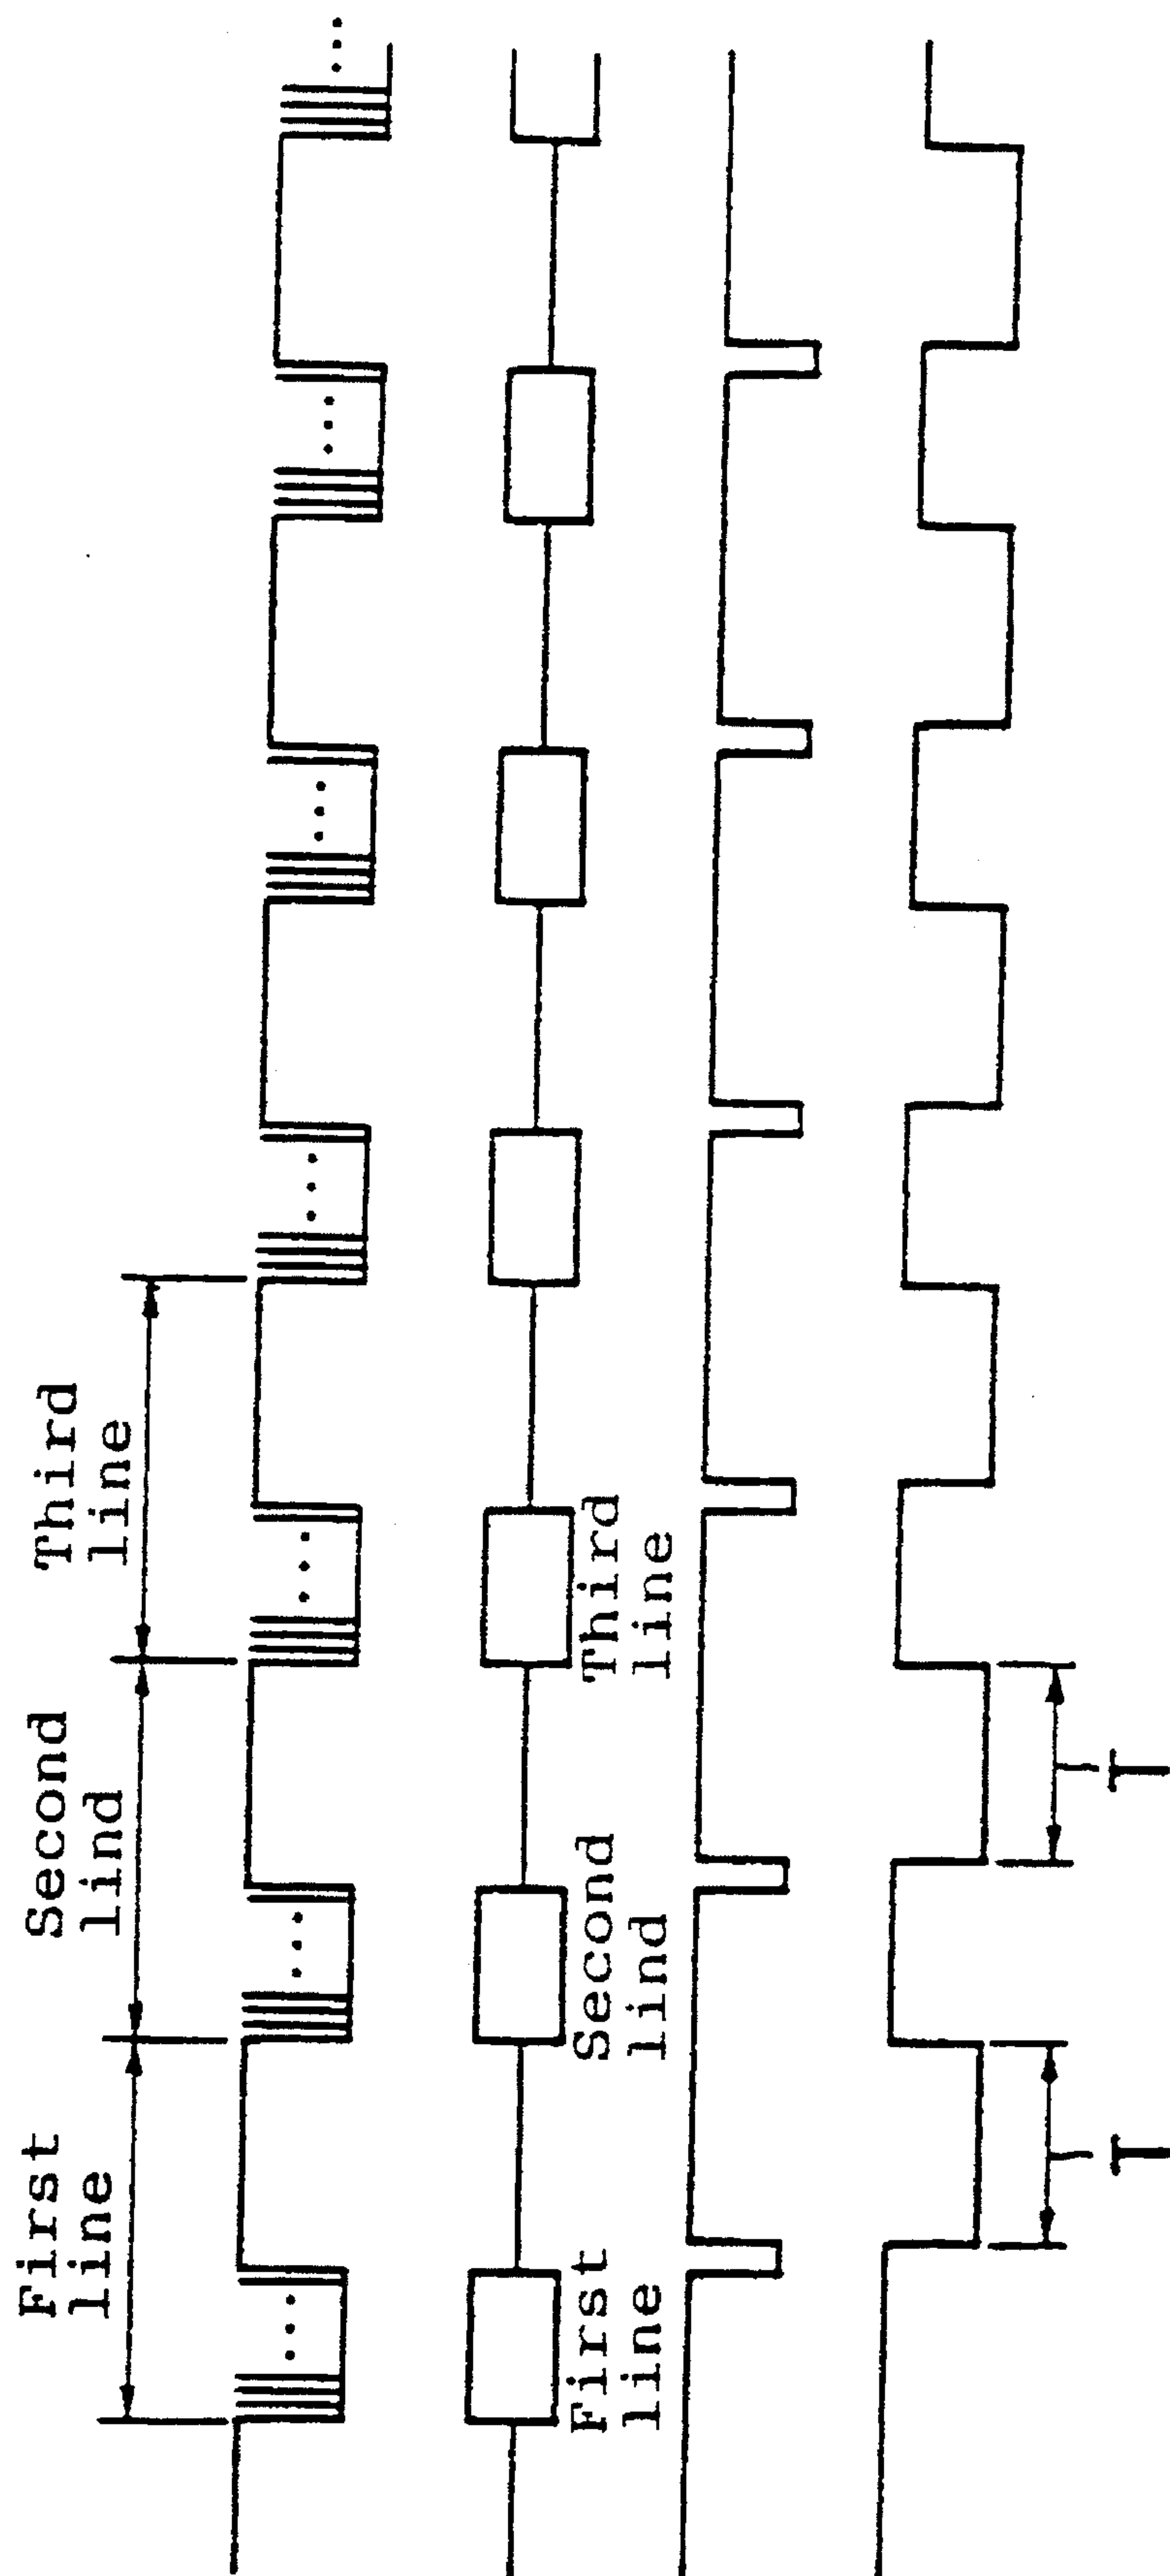 First
line
Second
lind
Third
line
First
line
Second
lind
Third
line
T
T